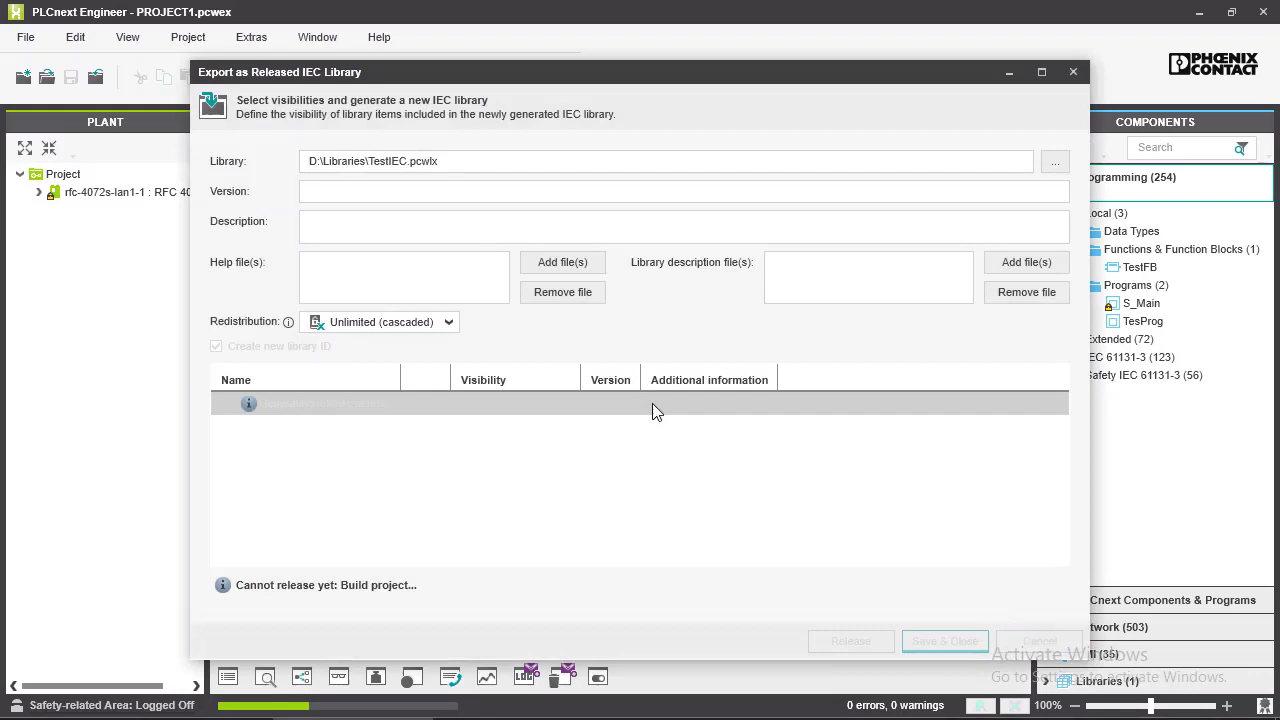 PLCnext Engineer - PROJECT1.pcwex
File Edit View Project Extras Window Help
PHOENIX CONTACT
Export as Released IEC Library
Select visibilities and generate a new IEC library
Define the visibility of library items included in the newly generated IEC library.
PLANT
COMPONENTS
Search
Project
rfc-4072s-lan1-1 : RFC 40
Library: D:\Libraries\TestIEC.pcwlx ...
Version:
Description:
Help file(s): Add file(s) Library description file(s): Add file(s)
Remove file Remove file
Redistribution: Unlimited (cascaded)
Create new library ID
Name Visibility Version Additional information
Cannot release yet: Build project...
Release Save & Close Cancel
ogramming (254)
ocal (3)
Data Types
Functions & Function Blocks (1)
TestFB
Programs (2)
S_Main
TesProg
xtended (72)
EC 61131-3 (123)
afety IEC 61131-3 (56)
Cnext Components & Programs
twork (503)
II (35)
Libraries (1)
Activate Windows
Go to Settings to activate Windows.
LOG
Safety-related Area: Logged Off
0 errors, 0 warnings
100%